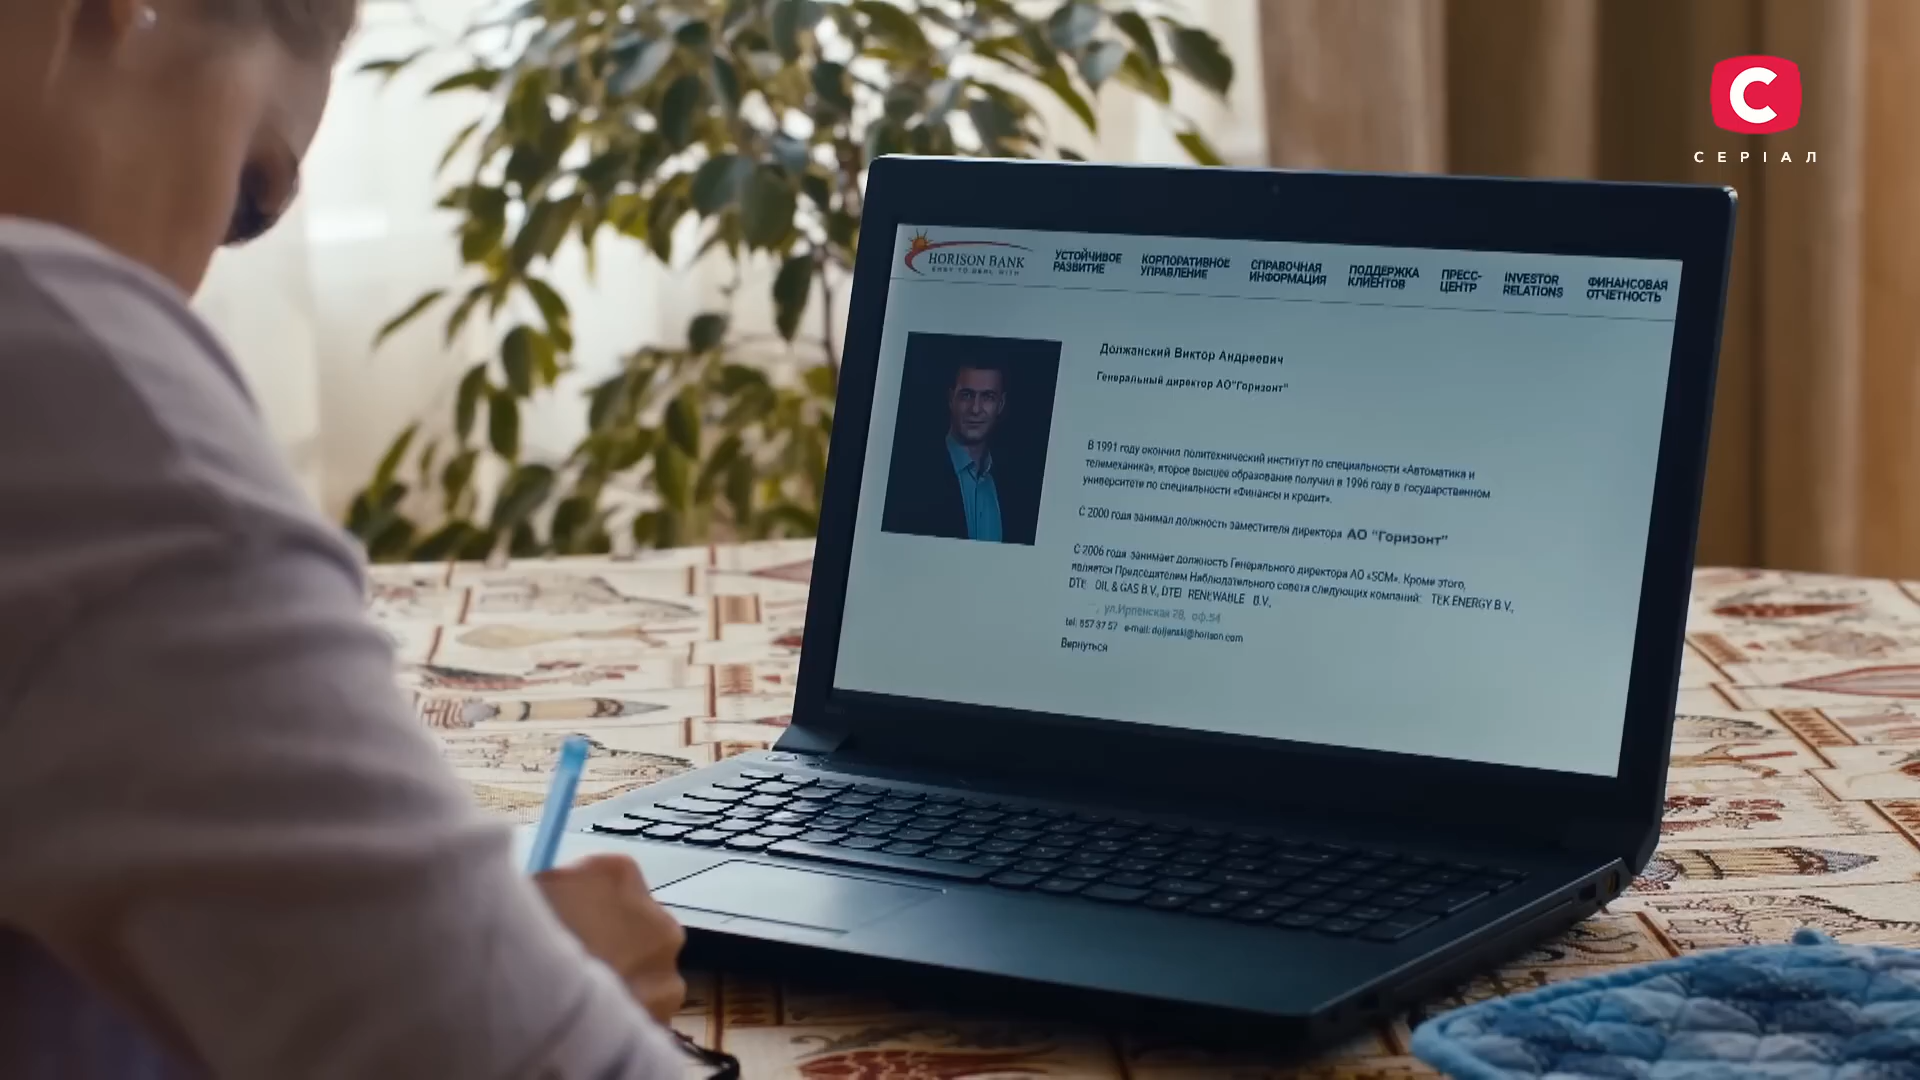 С
СЕРІАЛ
HORISON BANK
EASY TO DEAL WITH
УСТОЙЧИВОЕ
РАЗВИТИЕ
КОРПОРАТИВНОЕ
УПРАВЛЕНИЕ
СПРАВОЧНАЯ
ИНФОРМАЦИЯ
ПОДДЕРЖКА
КЛИЕНТОВ
ПРЕСС-
ЦЕНТР
INVESTOR
RELATIONS
ФИНАНСОВАЯ
ОТЧЕТНОСТЬ
Должанский Виктор Андреевич
Генеральный директор АО"Горизонт"
В 1991 году окончил политехнический институт по специальности «Автоматика и
телемеханика», второе высшее образование получил в 1996 году в государственном
университете по специальности «Финансы и кредит».
С 2000 года занимал должность заместителя директора АО "Горизонт"
С 2006 года занимает должность Генерального директора АО «SCM». Кроме этого,
является Председателем Наблюдательного совета следующих компаний: TEK ENERGY B.V.,
DTE OIL & GAS B.V., DTEI RENEWABLE B.V.,
ул.Ирпенская 28, оф.54
tel: 857 37 57 e-mail: doljanski@horison.com
Вернуться